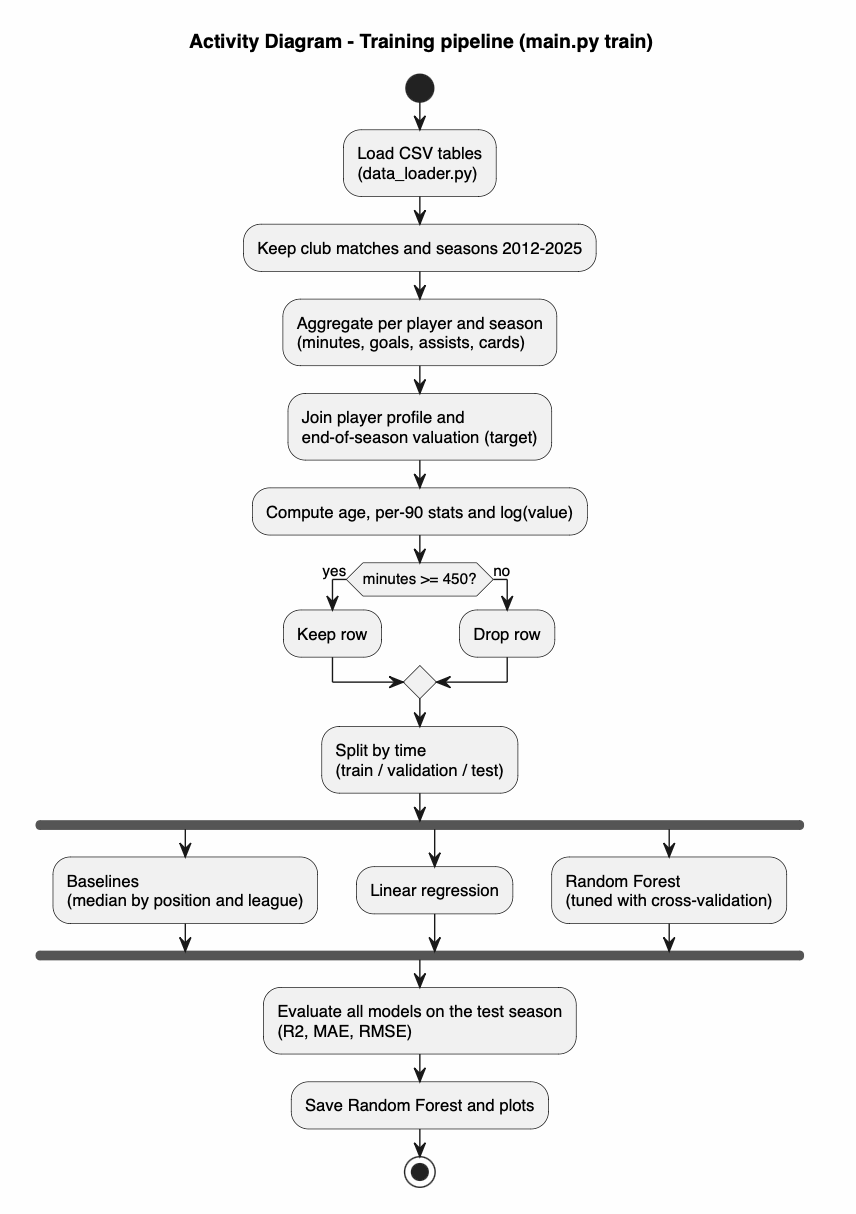 Activity Diagram - Training pipeline (main.py train)
Load CSV tables
(data_loader.py)
Keep club matches and seasons 2012-2025
Aggregate per player and season
(minutes, goals, assists, cards)
Join player profile and
end-of-season valuation (target)
Compute age, per-90 stats and log(value)
yes
minutes >= 450?
no
Keep row
Drop row
Split by time
(train / validation / test)
Baselines
(median by position and league)
Linear regression
Random Forest
(tuned with cross-validation)
Evaluate all models on the test season
(R2, MAE, RMSE)
Save Random Forest and plots